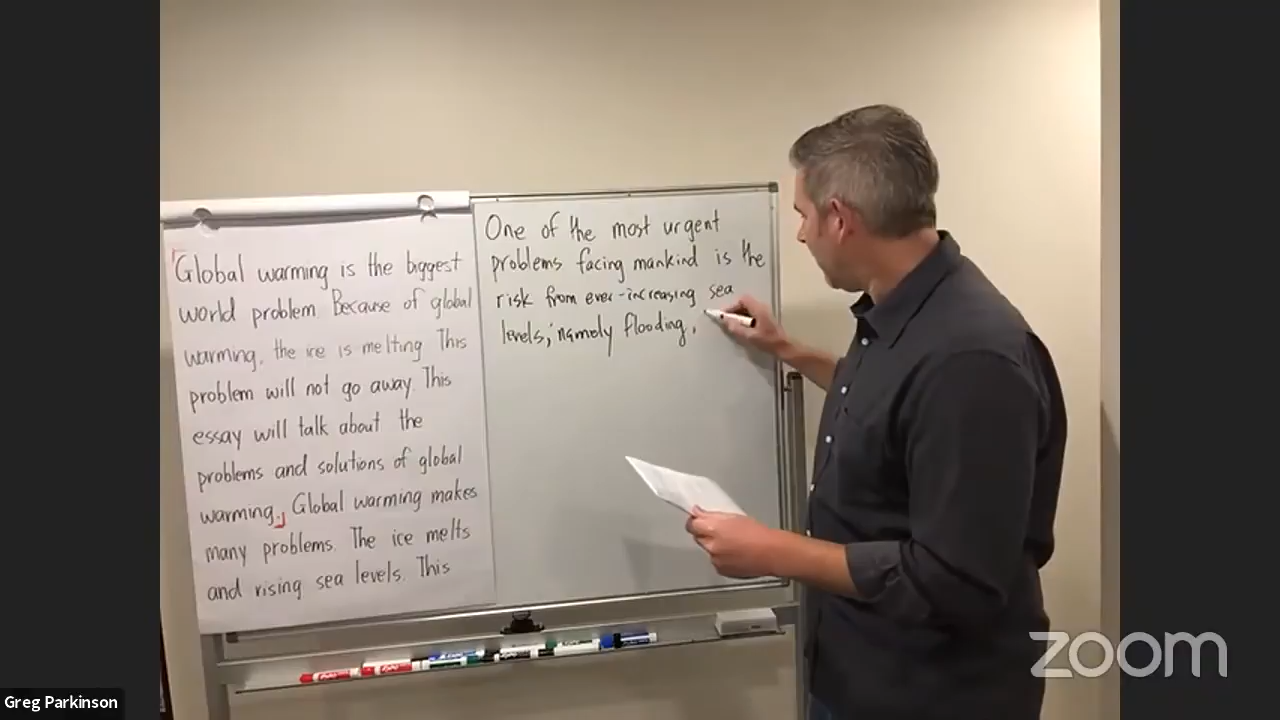 Global warming is the biggest
world problem. Because of global
warming, the ice is melting. This
problem will not go away. This
essay will talk about the
problems and solutions of global
warming. Global warming makes
many problems. The ice melts
and rising sea levels. This
One of the most urgent
problems facing mankind is the
risk from ever-increasing sea
levels, namely flooding,
zoom
Greg Parkinson